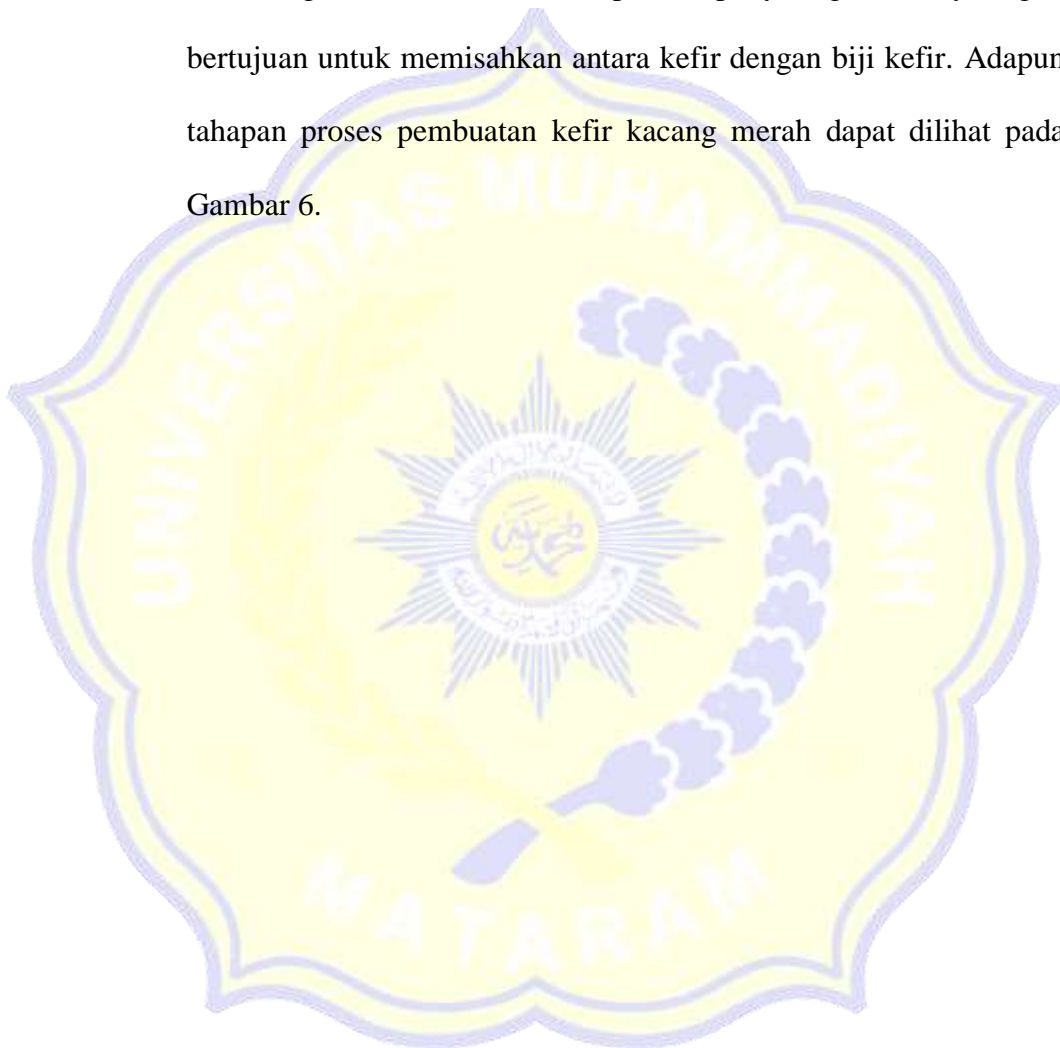 bertujuan untuk memisahkan antara kefir dengan biji kefir. Adapun
tahapan proses pembuatan kefir kacang merah dapat dilihat pada
Gambar 6.
UNIVERSITAS MUHAMMADIYAH
MATARAM